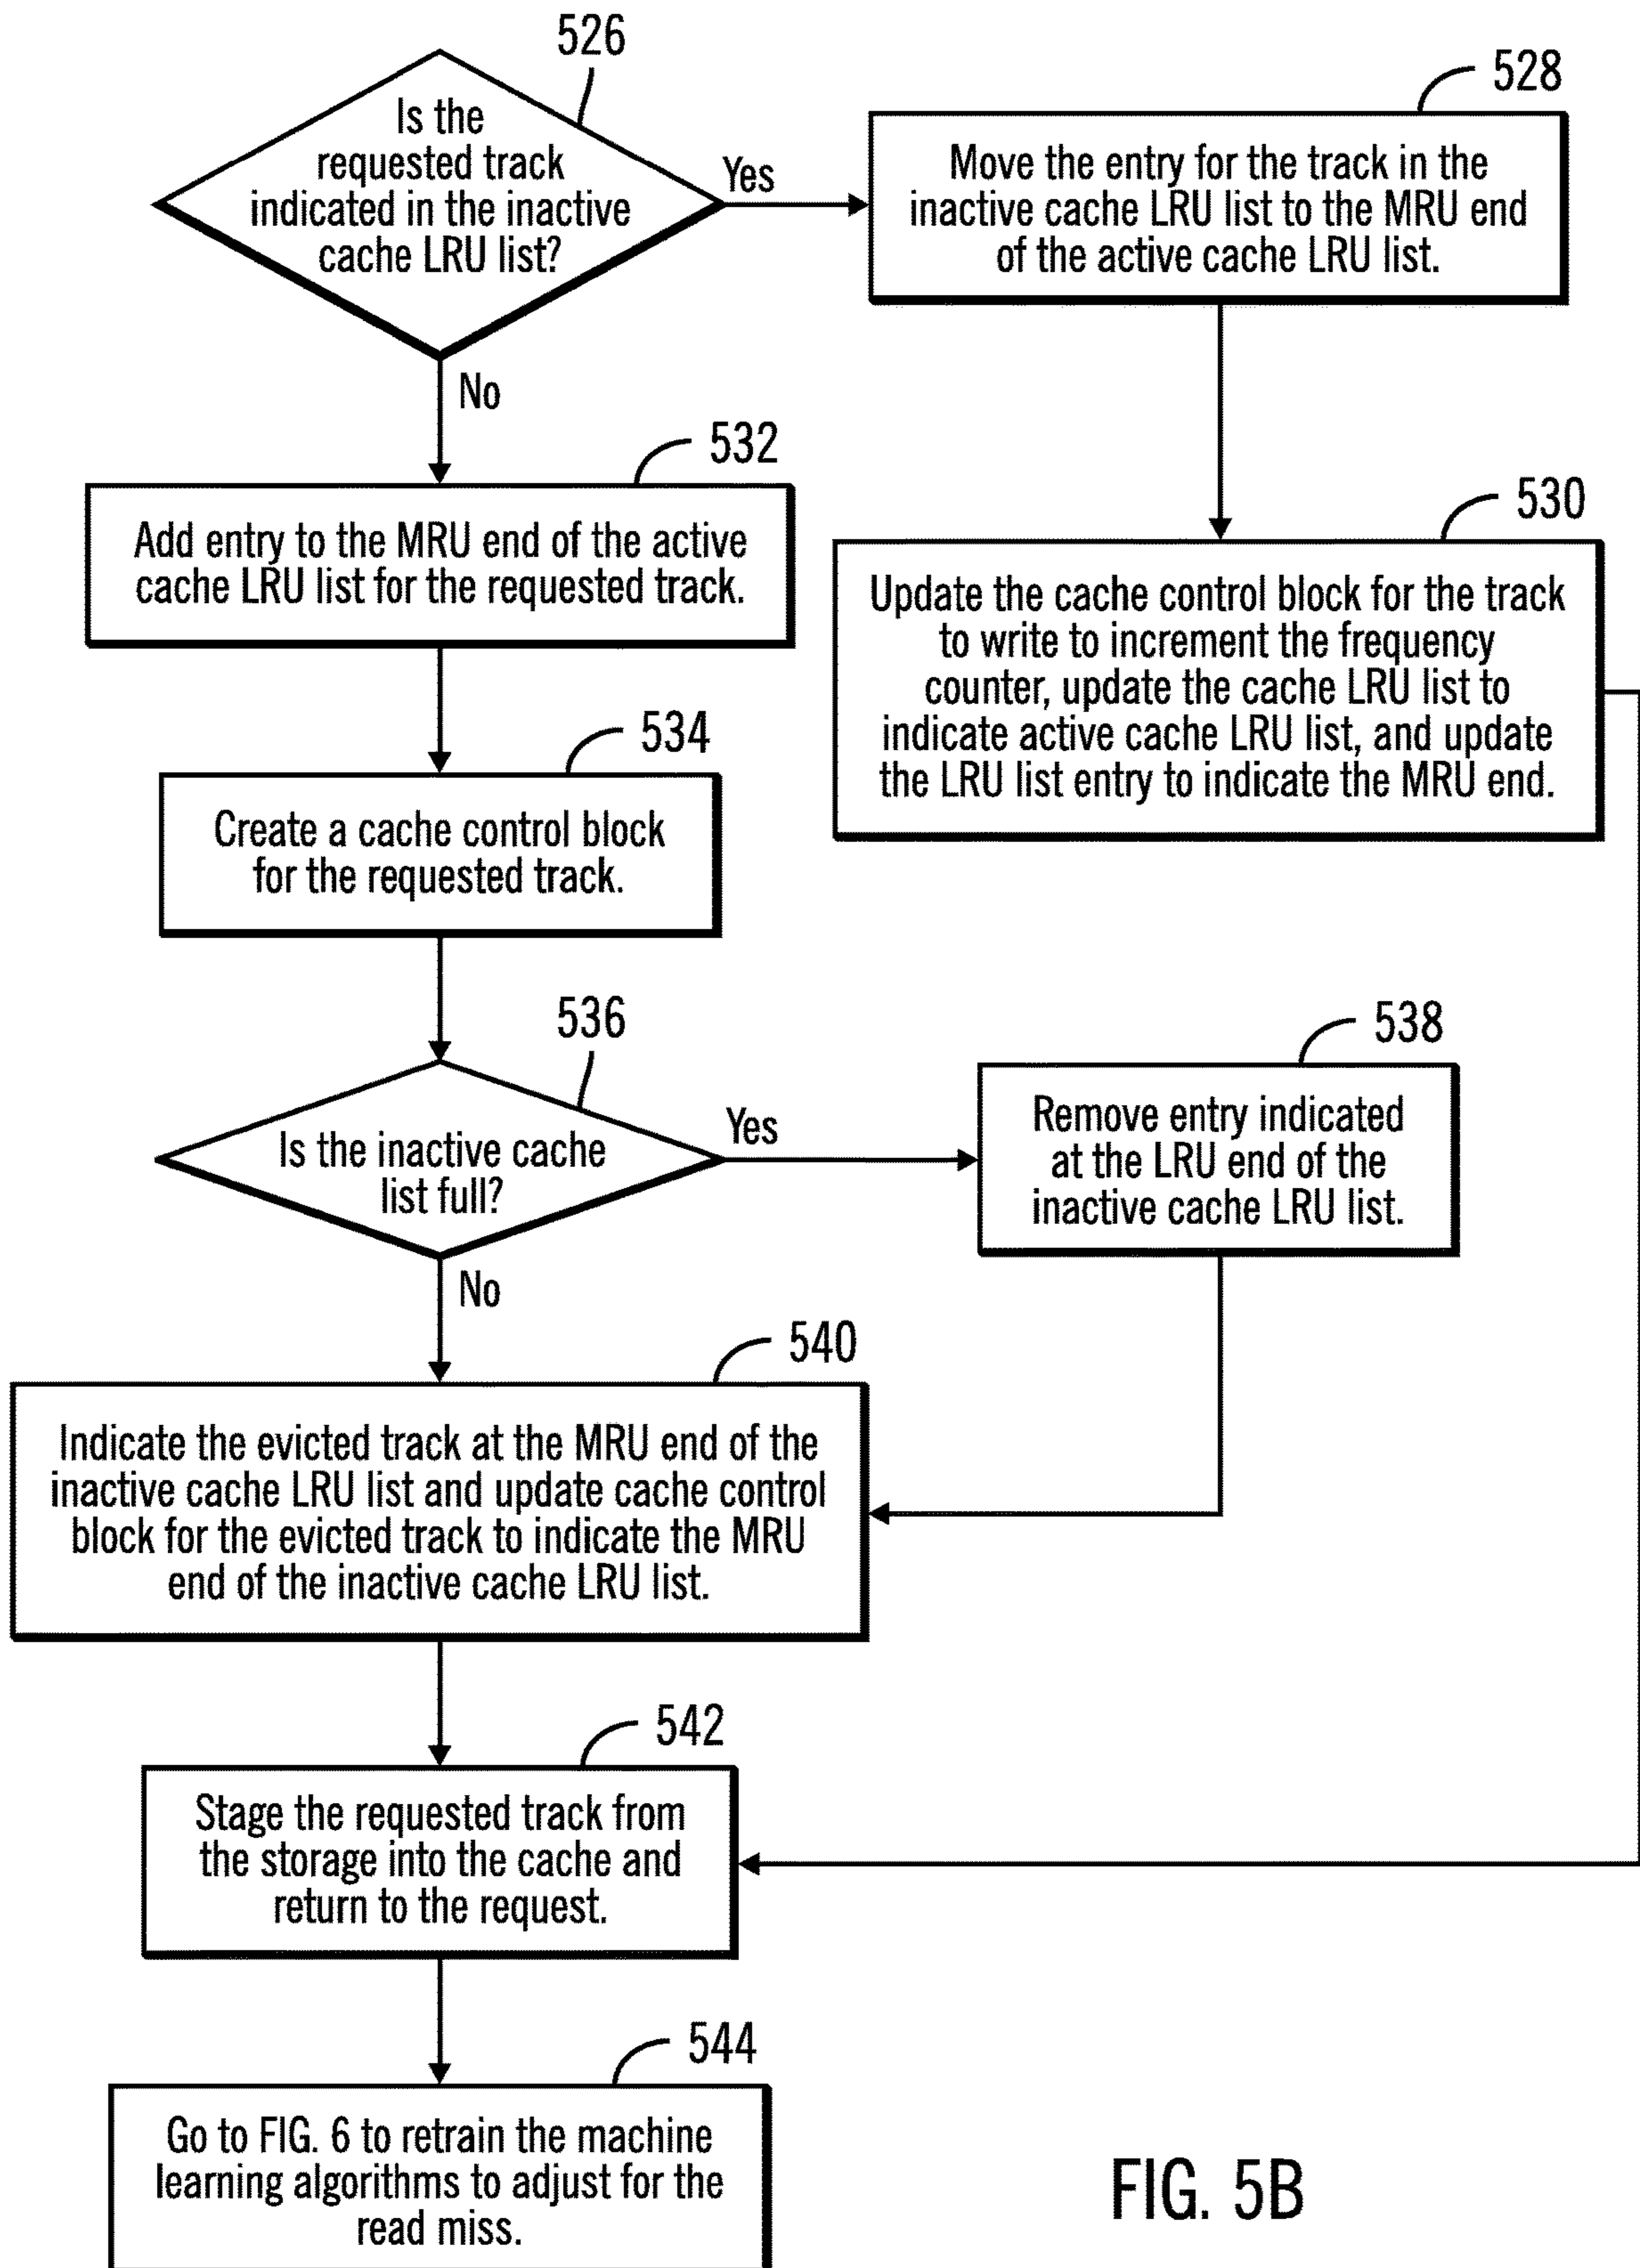 526
Is the
requested track
indicated in the inactive
cache LRU list?
Yes
528
Move the entry for the track in the
inactive cache LRU list to the MRU end
of the active cache LRU list.
No
532
Add entry to the MRU end of the active
cache LRU list for the requested track.
530
Update the cache control block for the track
to write to increment the frequency
counter, update the cache LRU list to
indicate active cache LRU list, and update
the LRU list entry to indicate the MRU end.
534
Create a cache control block
for the requested track.
536
Is the inactive cache
list full?
Yes
538
Remove entry indicated
at the LRU end of the
inactive cache LRU list.
No
540
Indicate the evicted track at the MRU end of the
inactive cache LRU list and update cache control
block for the evicted track to indicate the MRU
end of the inactive cache LRU list.
542
Stage the requested track from
the storage into the cache and
return to the request.
544
Go to FIG. 6 to retrain the machine
learning algorithms to adjust for the
read miss.
FIG. 5B